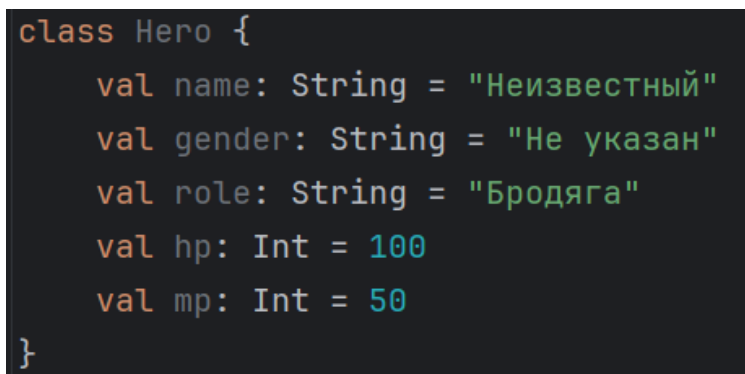 class Hero {
    val name: String = "Неизвестный"
    val gender: String = "Не указан"
    val role: String = "Бродяга"
    val hp: Int = 100
    val mp: Int = 50
}